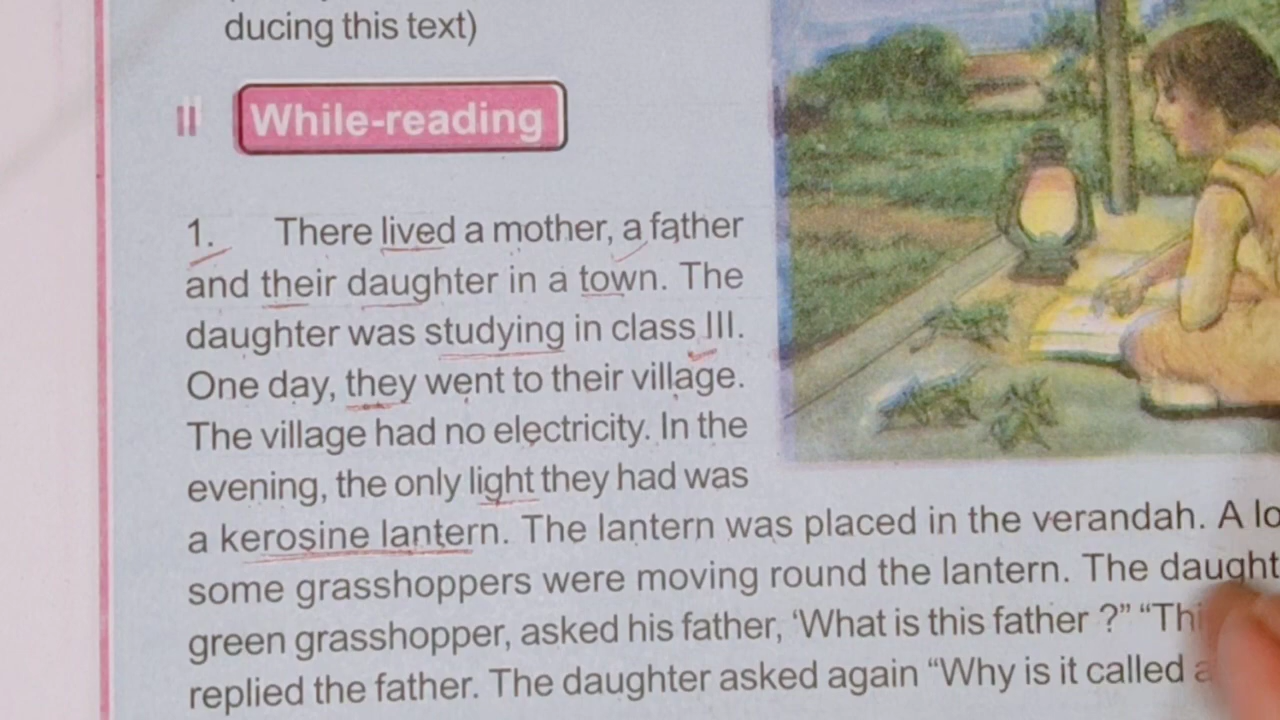 ducing this text)
II While-reading
1. There lived a mother, a father
and their daughter in a town. The
daughter was studying in class III.
One day, they went to their village.
The village had no electricity. In the
evening, the only light they had was
a kerosine lantern. The lantern was placed in the verandah. A
some grasshoppers were moving round the lantern. The
green grasshopper, asked his father, ‘What is this father ?”
replied the father. The daughter asked again “Why is it called